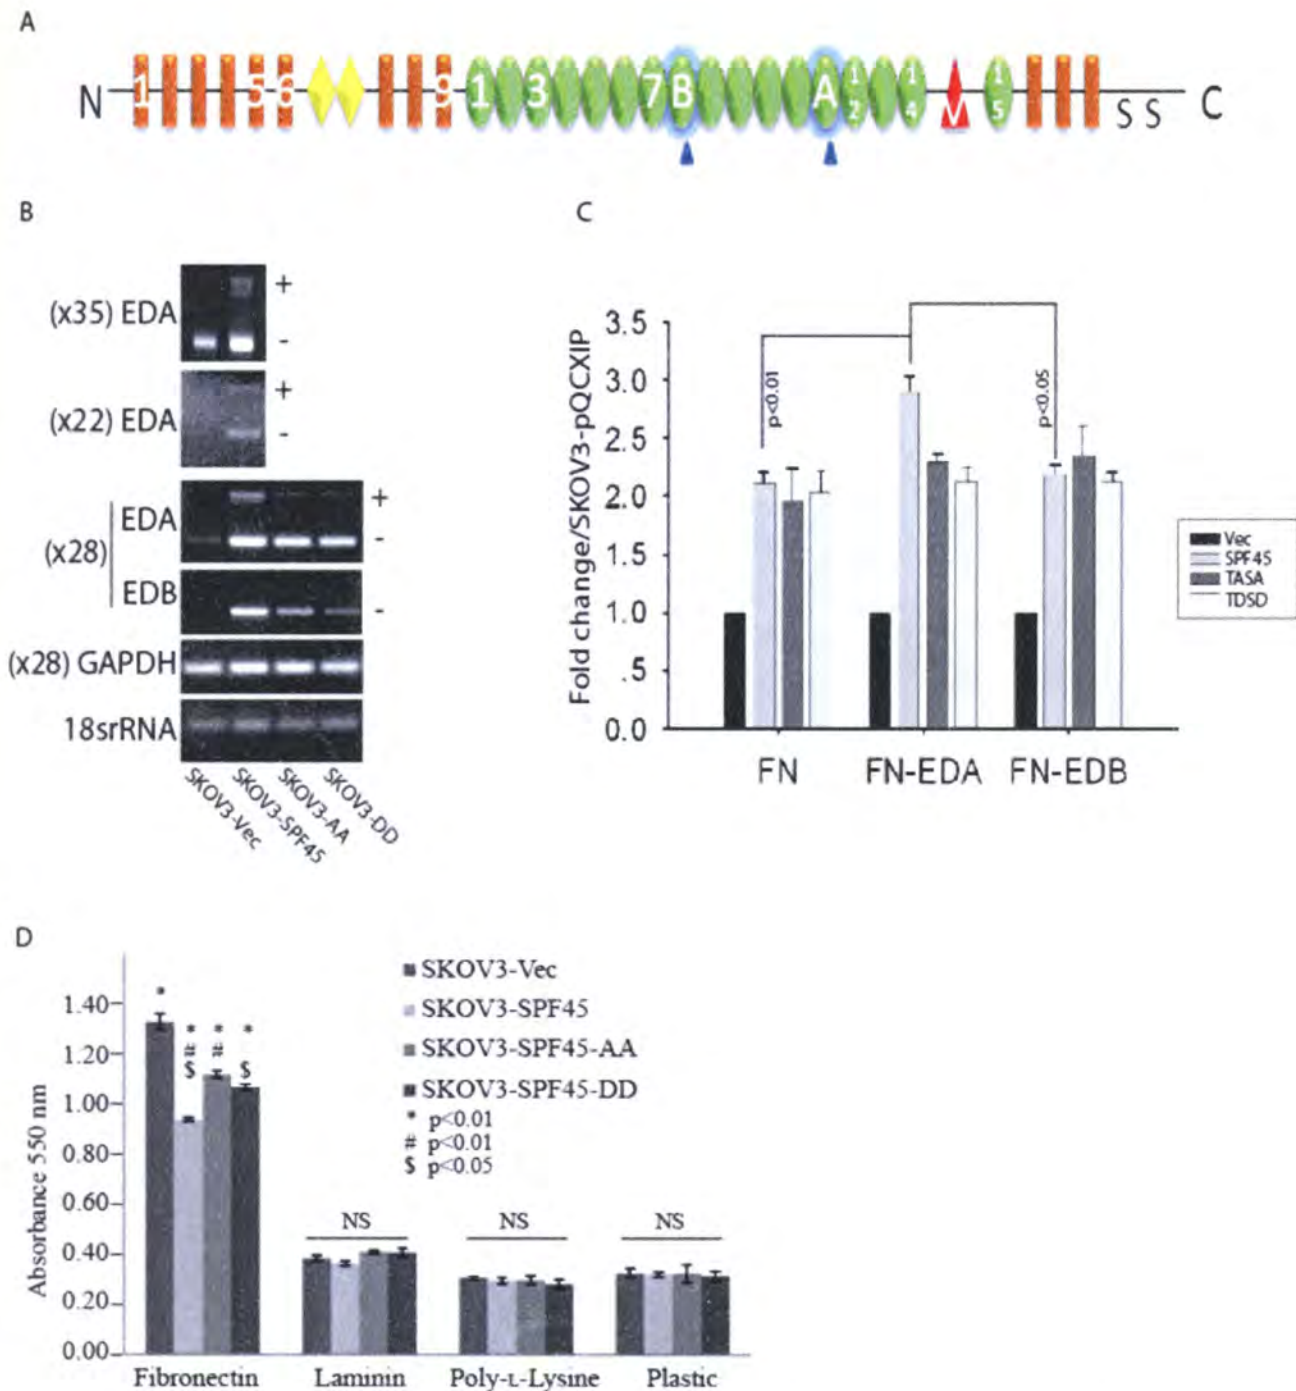 A
N 1 5 6 9 1 3 7 B A 12 14 V 15 S S C
B
(x35) EDA + -
(x22) EDA + -
(x28) EDA + -
EDB -
(x28) GAPDH
18srRNA
SKOV3-Vec SKOV3-SPF45 SKOV3-AA SKOV3-DD
C
Fold change/SKOV3-pQCXIP
3.5
3.0
2.5
2.0
1.5
1.0
.5
0.0
p<0.01
p<0.05
FN FN-EDA FN-EDB
Vec
SPF45
TASA
TDSD
D
Absorbance 550 nm
1.40
1.20
1.00
0.80
0.60
0.40
0.20
0.00
*
* * *
# #
$ $
SKOV3-Vec
SKOV3-SPF45
SKOV3-SPF45-AA
SKOV3-SPF45-DD
* p<0.01
# p<0.01
$ p<0.05
NS NS NS
Fibronectin Laminin Poly-L-Lysine Plastic